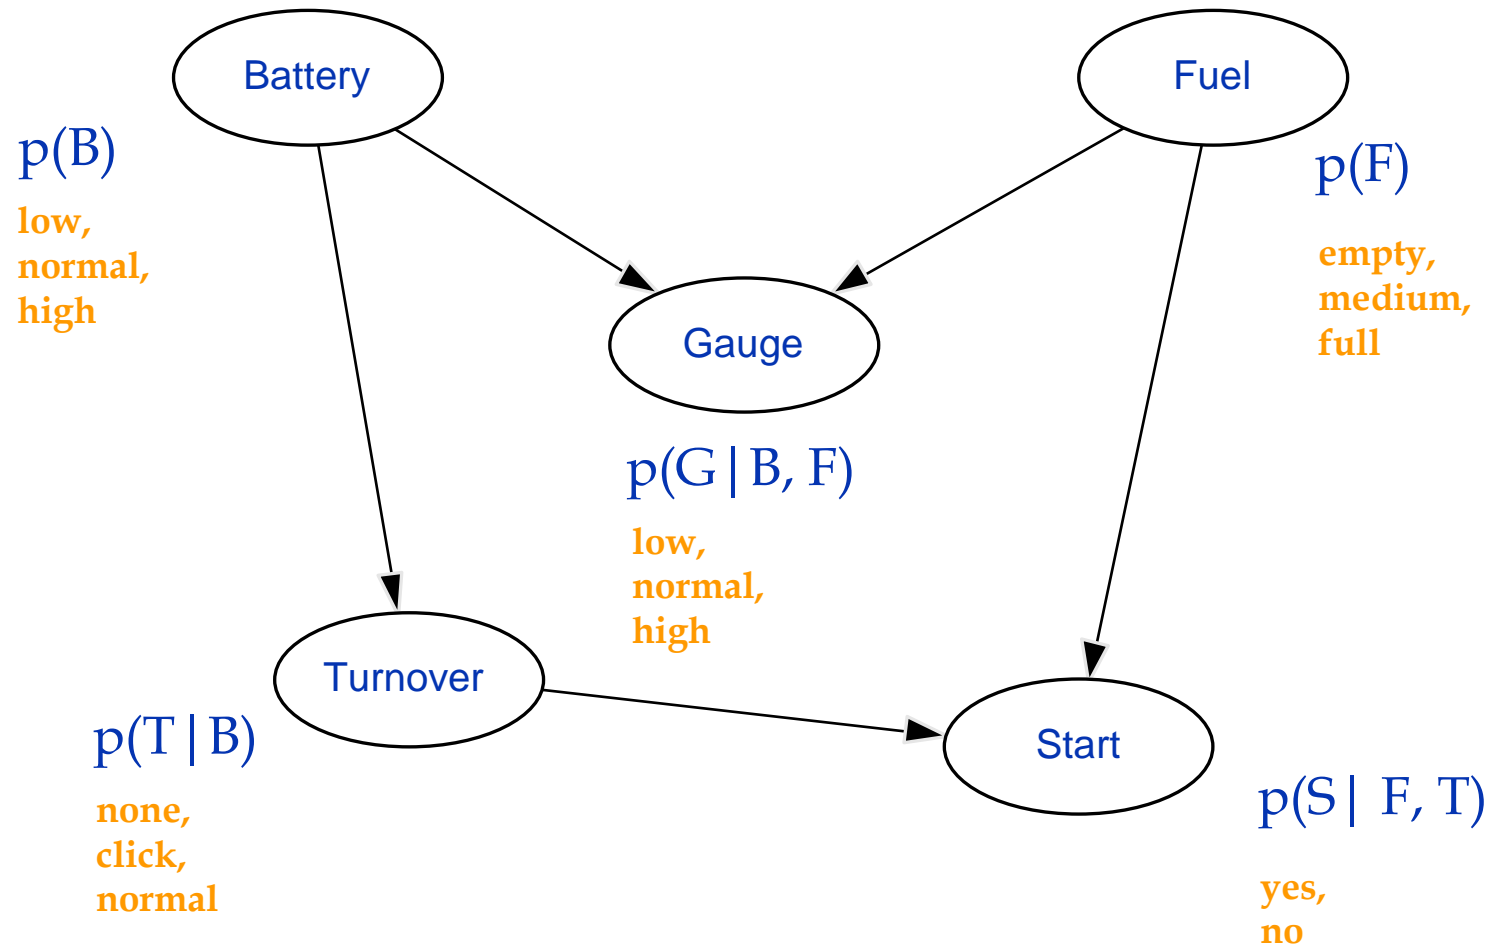 Battery
Fuel
p(B)
low,
normal,
high
p(F)
empty,
medium,
full
Gauge
p(G|B, F)
low,
normal,
high
Turnover
p(T|B)
none,
click,
normal
Start
p(S| F, T)
yes,
no